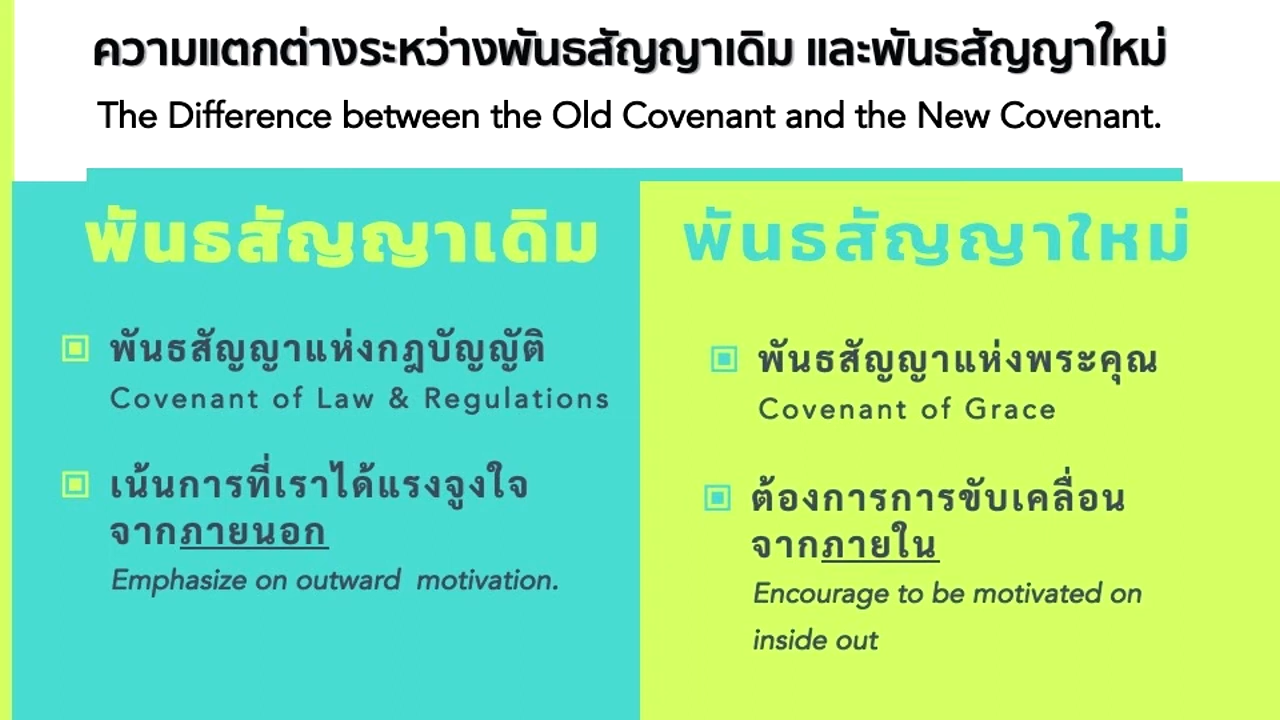 ความแตกต่างระหว่างพันธสัญญาเดิม และพันธสัญญาใหม่
The Difference between the Old Covenant and the New Covenant.
พันธสัญญาเดิม
พันธสัญญาแห่งกฎบัญญัติ
Covenant of Law & Regulations
เน้นการที่เราได้แรงจูงใจ
จากภายนอก
Emphasize on outward motivation.
พันธสัญญาใหม่
พันธสัญญาแห่งพระคุณ
Covenant of Grace
ต้องการการขับเคลื่อน
จากภายใน
Encourage to be motivated on
inside out